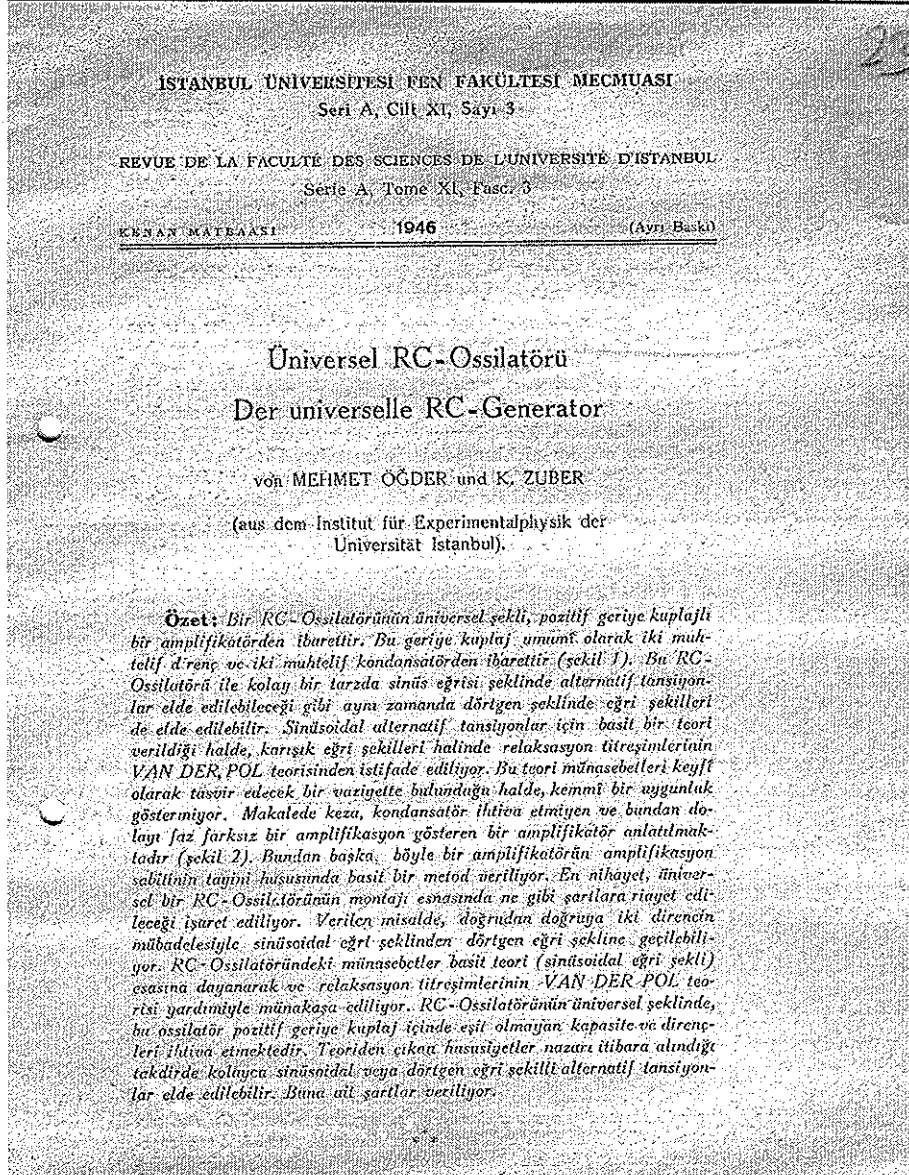 İSTANBUL ÜNİVERSİTESİ FEN FAKÜLTESİ MECMUASI
Seri A, Cilt XI, Sayı 3
REVUE DE LA FACULTÉ DES SCIENCES DE L'UNIVERSITÉ D'ISTANBUL
Série A, Tome XI, Fasc. 3
KENAN MATBAASI 1946 (Ayrı Baskı)
Üniversel RC-Ossilatörü
Der universelle RC-Generator
von MEHMET ÖĞDER und K. ZUBER
(aus dem Institut für Experimentalphysik der
Universität Istanbul).
Özet: Bir RC-Ossilatörünün üniversel şekli, pozitif geriye kuplajlı
bir amplifikatörden ibarettir. Bu geriye kuplaj umumî olarak iki muh-
telif direnç ve iki muhtelif kondansatörden ibarettir (şekil 1). Bu RC-
Ossilatörü ile kolay bir tarzda sinüs eğrisi şeklinde alternatif tansiyon-
lar elde edilebileceği gibi aynı zamanda dörtgen şeklinde eğri şekilleri
de elde edilebilir. Sinüsoidal alternatif tansiyonlar için basit bir teori
verildiği halde, karışık eğri şekilleri halinde relaksasyon titreşimlerinin
VAN DER POL teorisinden istifade ediliyor. Bu teori münasebetleri keyfî
olarak tasvir edecek bir vaziyette bulunduğu halde, kemmî bir uygunluk
göstermiyor. Makalede keza, kondansatör ihtiva etmiyen ve bundan do-
layı faz farksız bir amplifikasyon gösteren bir amplifikatör anlatılmak-
tadır (şekil 2). Bundan başka, böyle bir amplifikatörün amplifikasyon
sabitinin tayini hususunda basit bir metod veriliyor. En nihayet, üniver-
sel bir RC-Ossilatörünün montajı esnasında ne gibi şartlara riayet edi-
leceği işaret ediliyor. Verilen misalde, doğrudan doğruya iki direncin
mübadelesiyle sinüsoidal eğri şeklinden dörtgen eğri şekline geçilebili-
yor. RC-Ossilatöründeki münasebetler basit teori (sinüsoidal eğri şekli)
esasına dayanarak ve relaksasyon titreşimlerinin VAN DER POL teo-
risi yardımiyle münakaşa ediliyor. RC-Ossilatörünün üniversel şeklinde,
bu ossilatör pozitif geriye kuplaj içinde eşit olmayan kapasite ve direnç-
leri ihtiva etmektedir. Teoriden çıkan hususiyetler nazarı itibara alındığı
takdirde kolayca sinüsoidal veya dörtgen eğri şekilli alternatif tansiyon-
lar elde edilebilir. Buna ait şartlar veriliyor.